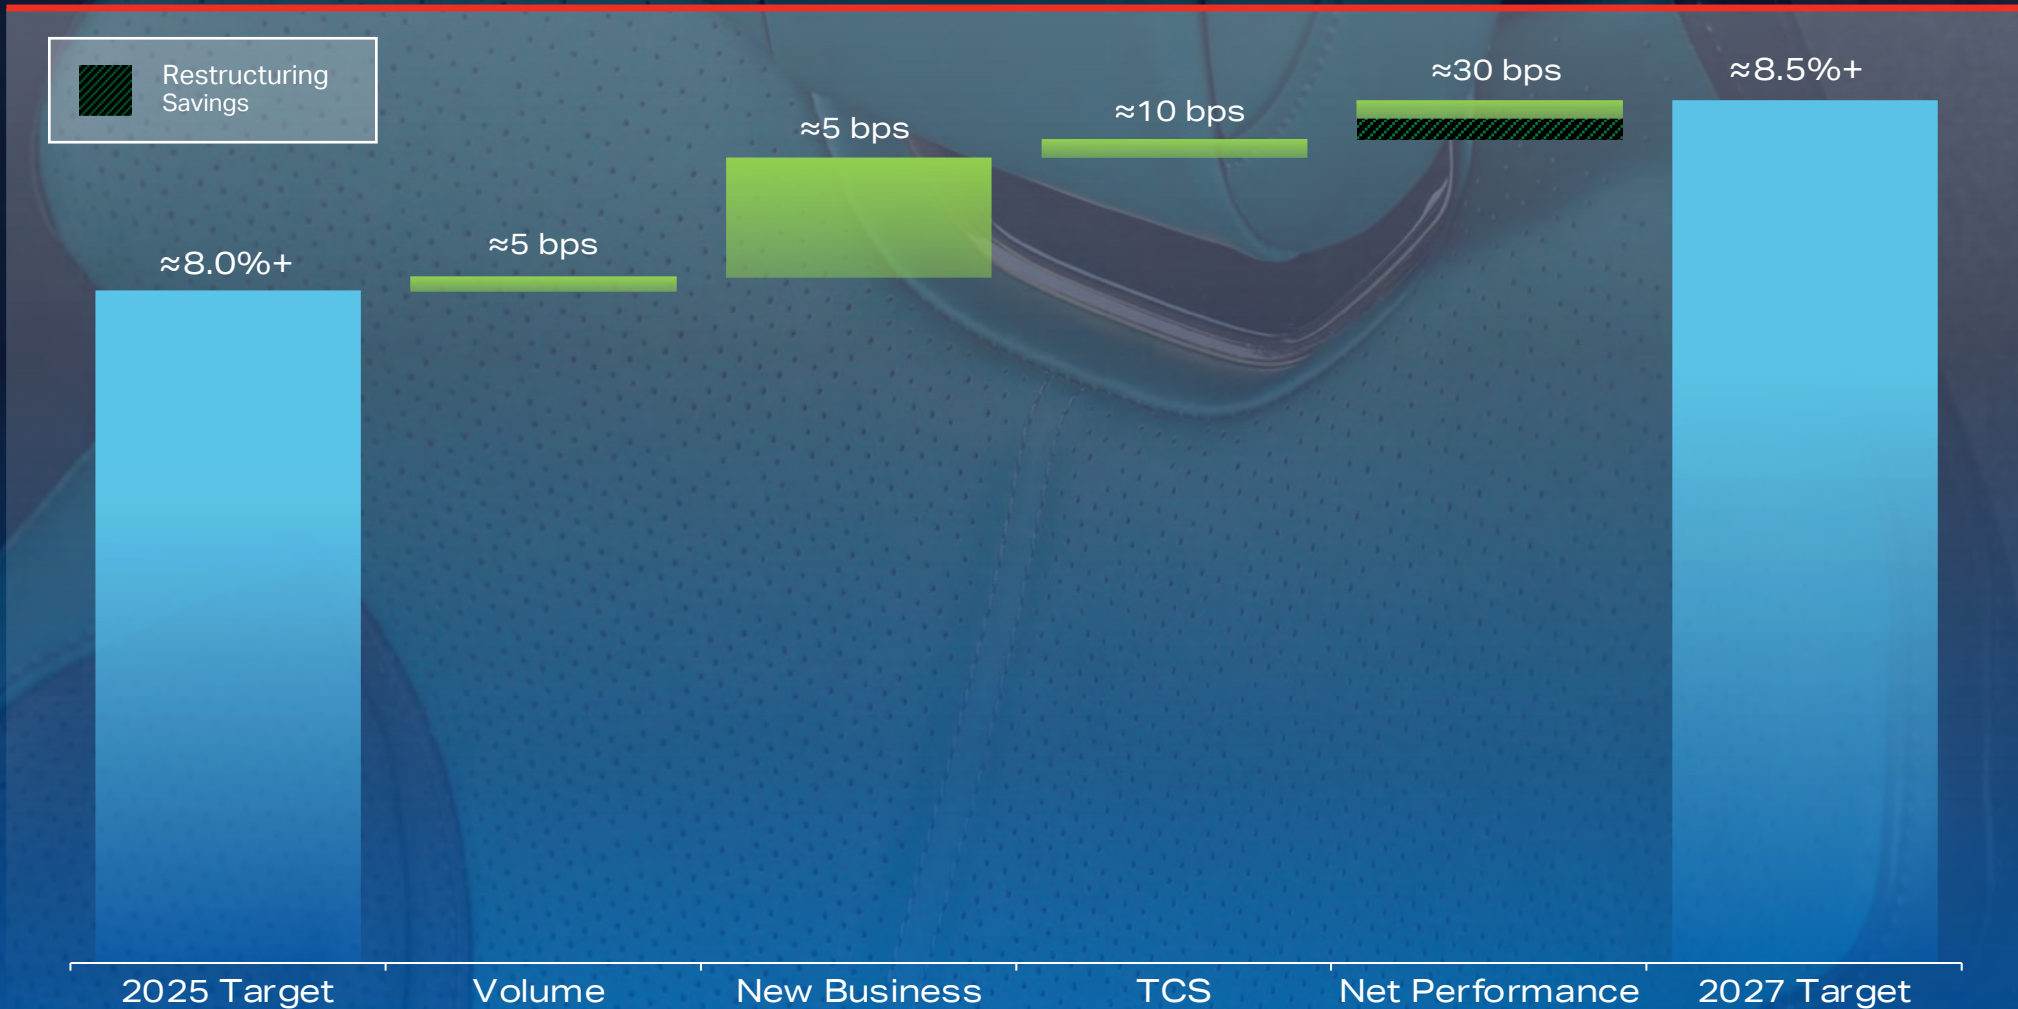 Restructuring
Savings
≈8.0%+
≈5 bps
≈5 bps
≈10 bps
≈30 bps
≈8.5%+
2025 Target
Volume
New Business
TCS
Net Performance
2027 Target